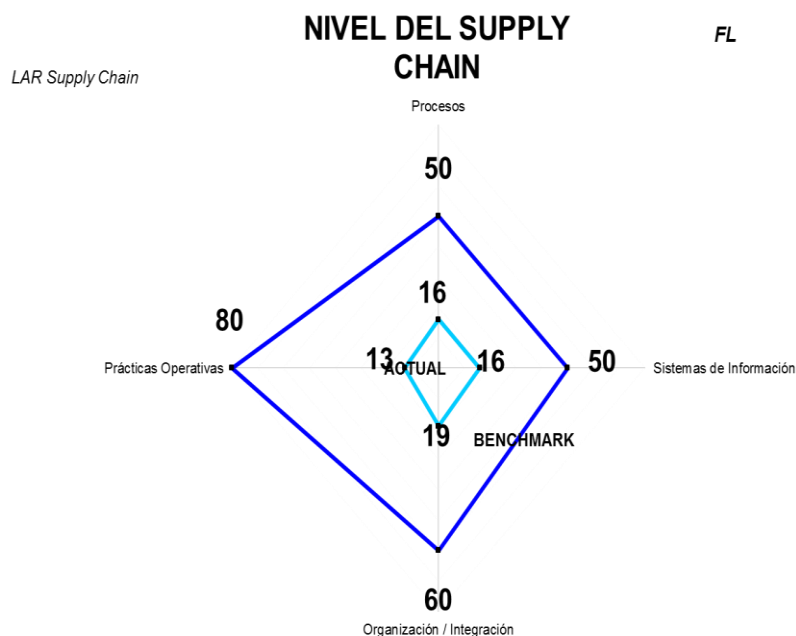 NIVEL DEL SUPPLY
CHAIN
FL
LAR Supply Chain
Procesos
50
16
80
Prácticas Operativas
13
ACTUAL
16
50
Sistemas de Información
19
BENCHMARK
60
Organización / Integración